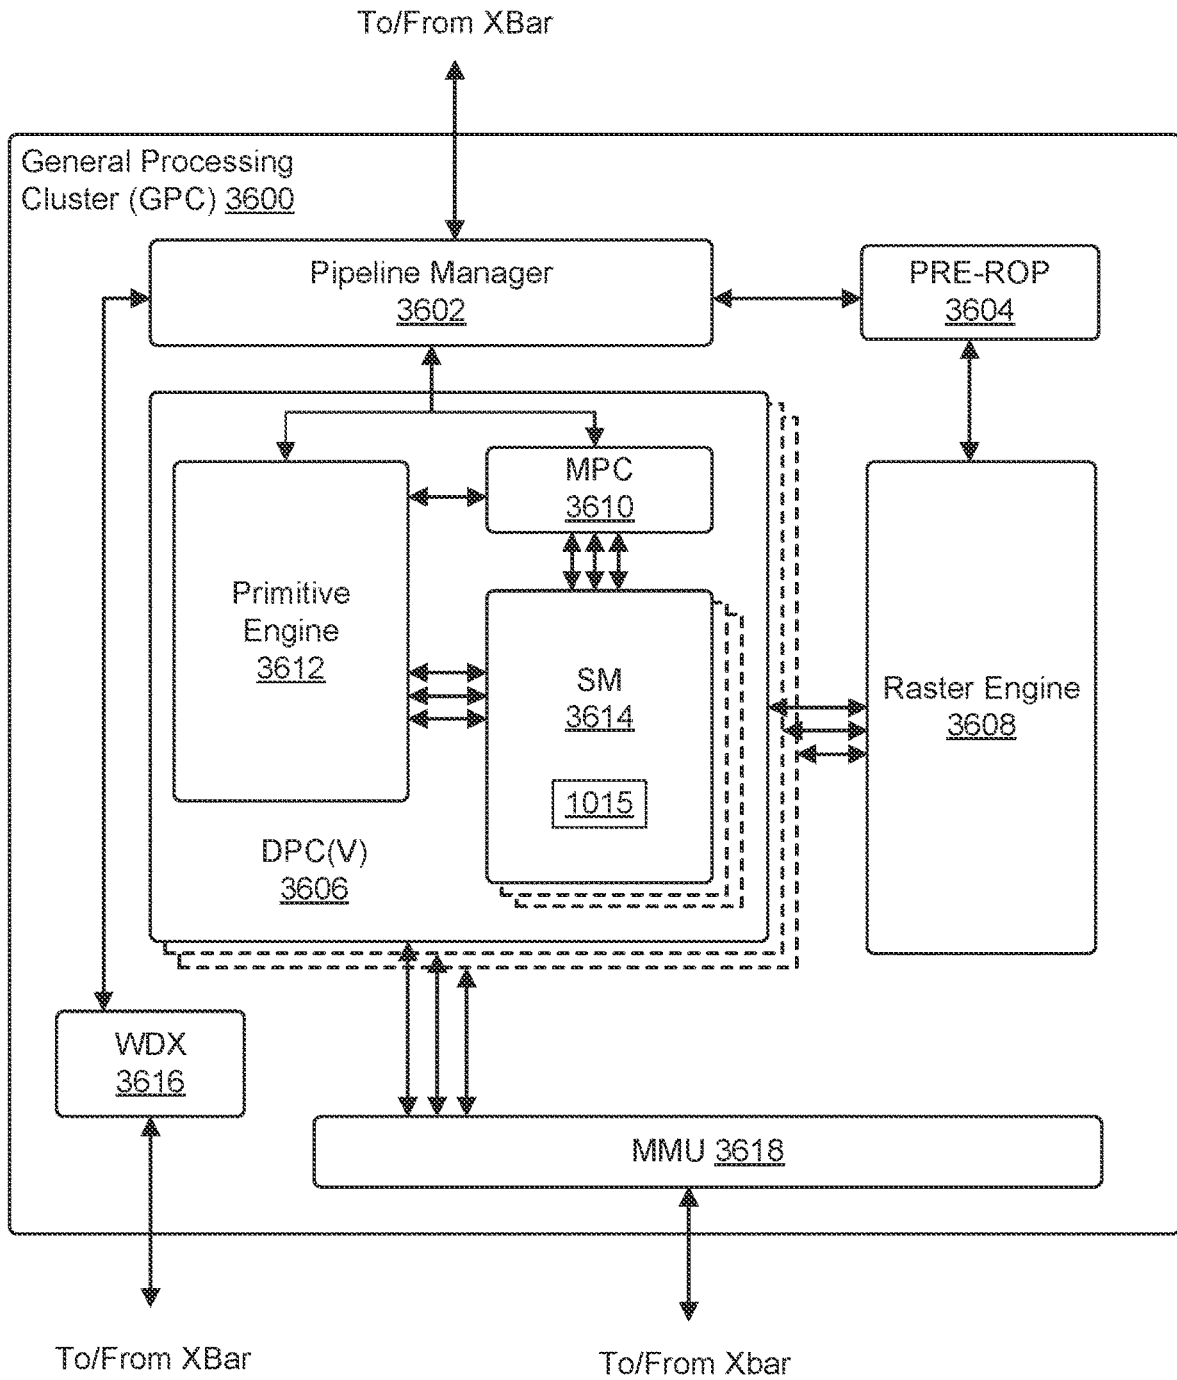 To/From XBar
General Processing
Cluster (GPC) 3600
Pipeline Manager
3602
PRE-ROP
3604
MPC
3610
Primitive
Engine
3612
SM
3614
1015
Raster Engine
3608
DPC(V)
3606
WDX
3616
MMU 3618
To/From XBar
To/From Xbar